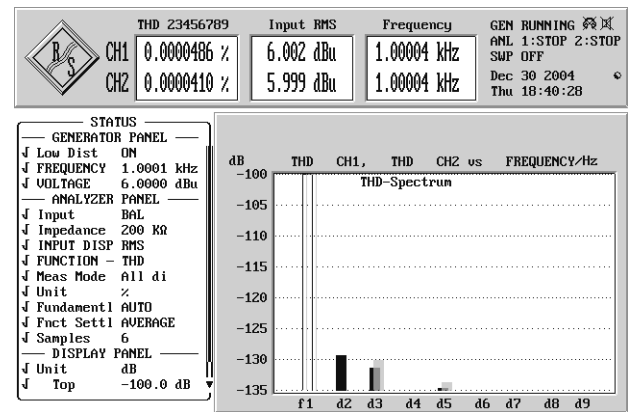 THD 23456789 Input RMS Frequency GEN RUNNING
R&S CH1 0.0000486 % 6.002 dBu 1.00004 kHz ANL 1:STOP 2:STOP
SWP OFF
CH2 0.0000410 % 5.999 dBu 1.00004 kHz Dec 30 2004
Thu 18:40:28
STATUS
GENERATOR PANEL
√ Low Dist ON
√ FREQUENCY 1.0001 kHz
√ VOLTAGE 6.0000 dBu
ANALYZER PANEL
√ Input BAL
√ Impedance 200 KΩ
√ INPUT DISP RMS
√ FUNCTION – THD
√ Meas Mode All di
√ Unit %
√ Fundamentl AUTO
√ Fnct Settl AVERAGE
√ Samples 6
DISPLAY PANEL
√ Unit dB
√ Top -100.0 dB
dB THD CH1, THD CH2 vs FREQUENCY/Hz
THD-Spectrum
-100
-105
-110
-115
-120
-125
-130
-135
f1 d2 d3 d4 d5 d6 d7 d8 d9